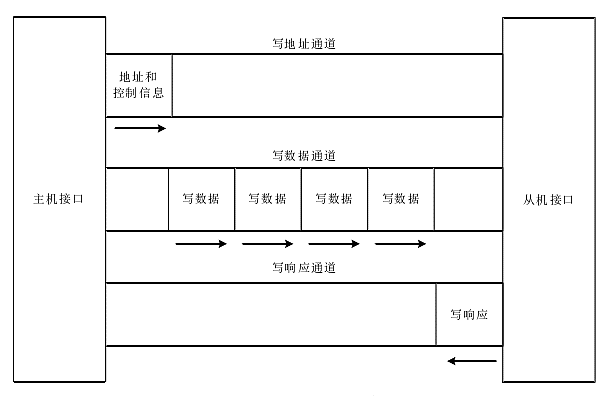 写地址通道
地址和
控制信息
写数据通道
主机接口
写数据
写数据
写数据
写数据
从机接口
写响应通道
写响应